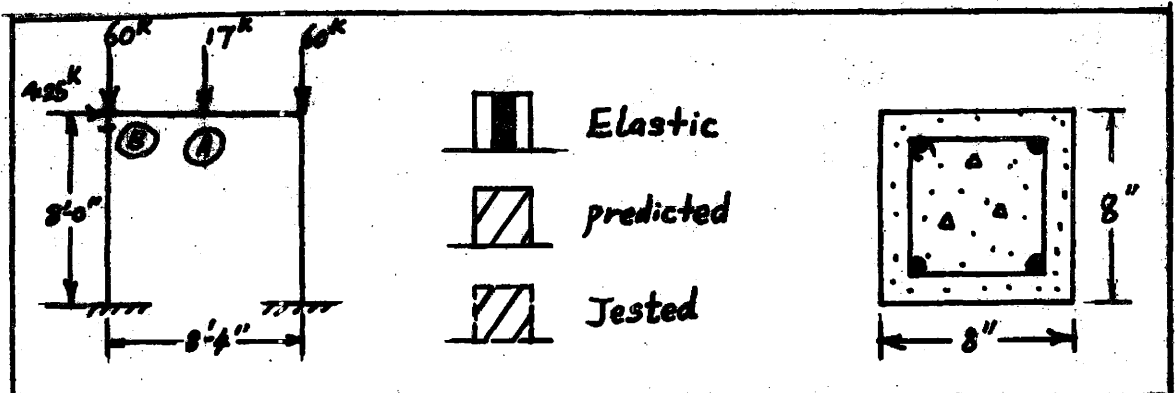 60K 17K 60K
4.25K
B A
8'-0"
8'-4"
Elastic
predicted
Jested
8"
8"